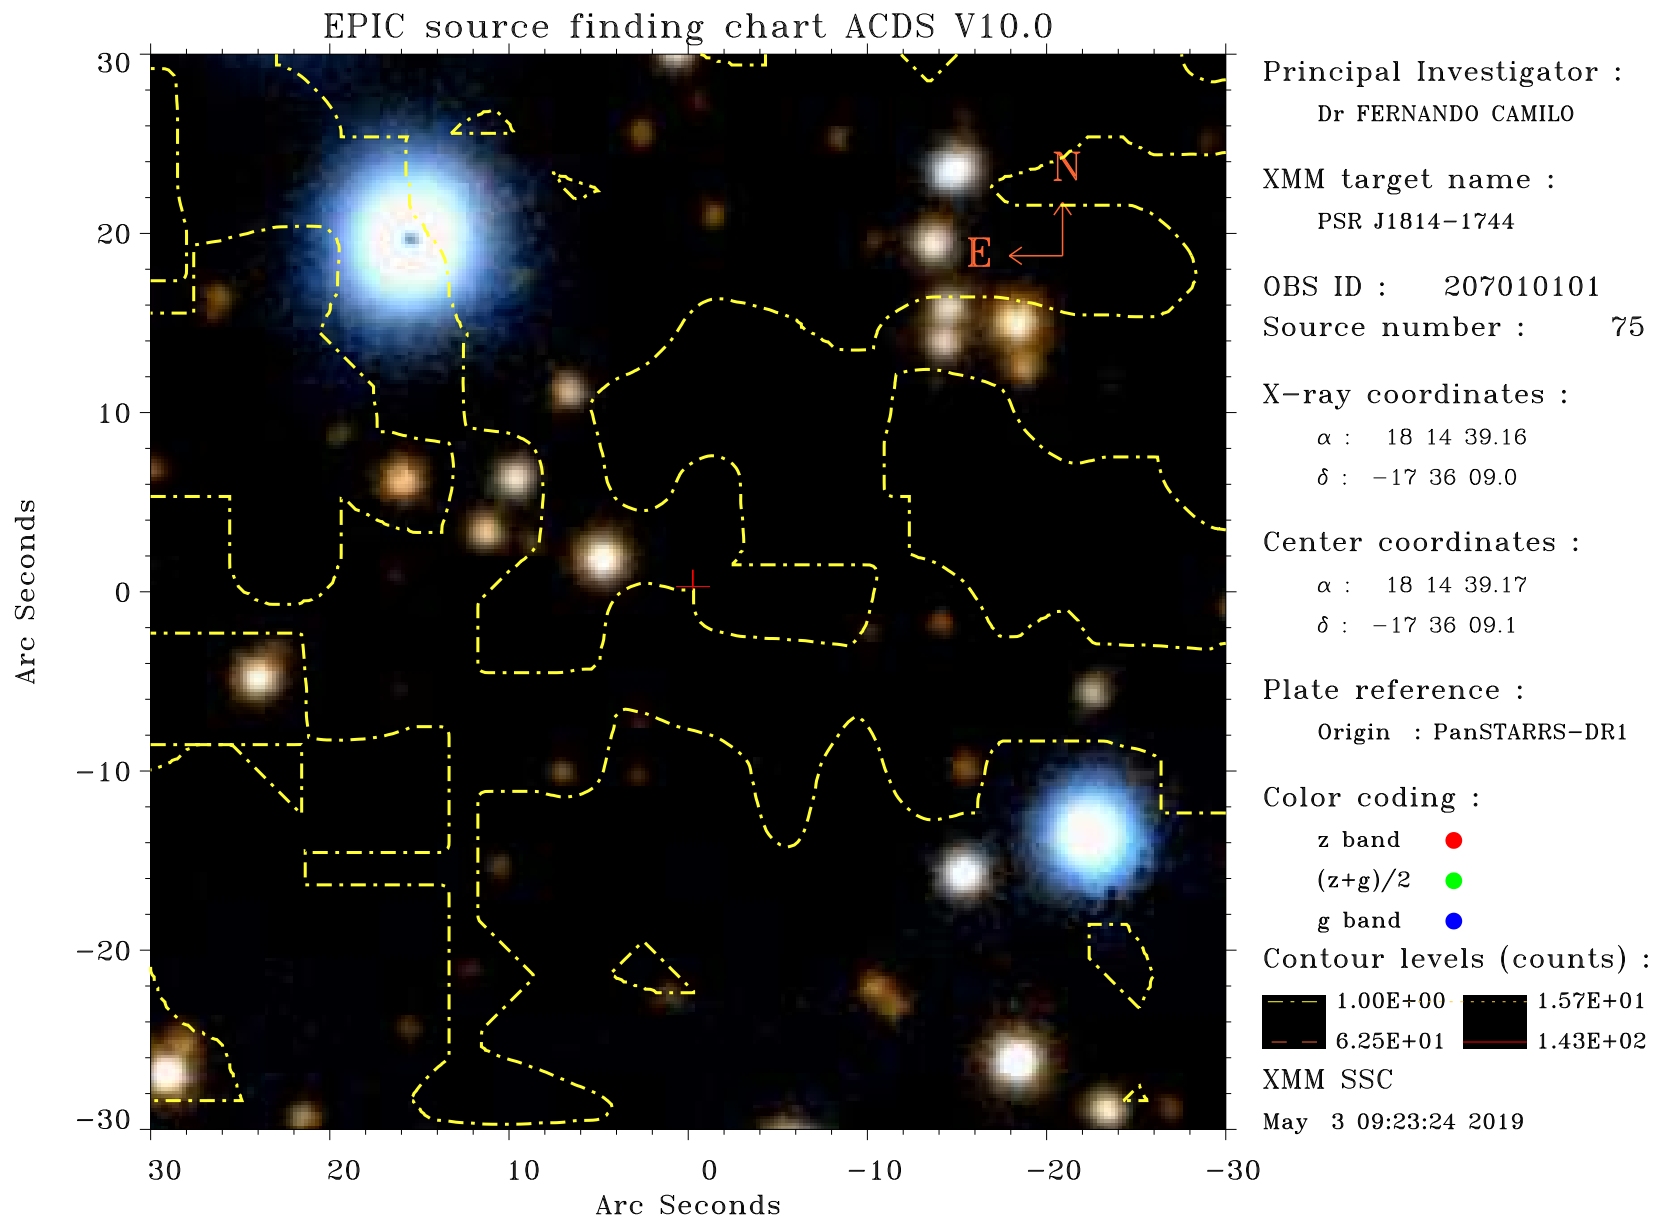 EPIC source finding chart ACDS V10.0
30
20
10
0
-10
-20
-30
Arc Seconds
N
E
30 20 10 0 -10 -20 -30
Arc Seconds
Principal Investigator :
Dr FERNANDO CAMILO
XMM target name :
PSR J1814-1744
OBS ID : 207010101
Source number : 75
X-ray coordinates :
α : 18 14 39.16
δ : -17 36 09.0
Center coordinates :
α : 18 14 39.17
δ : -17 36 09.1
Plate reference :
Origin : PanSTARRS-DR1
Color coding :
z band
(z+g)/2
g band
Contour levels (counts) :
1.00E+00 1.57E+01
6.25E+01 1.43E+02
XMM SSC
May 3 09:23:24 2019